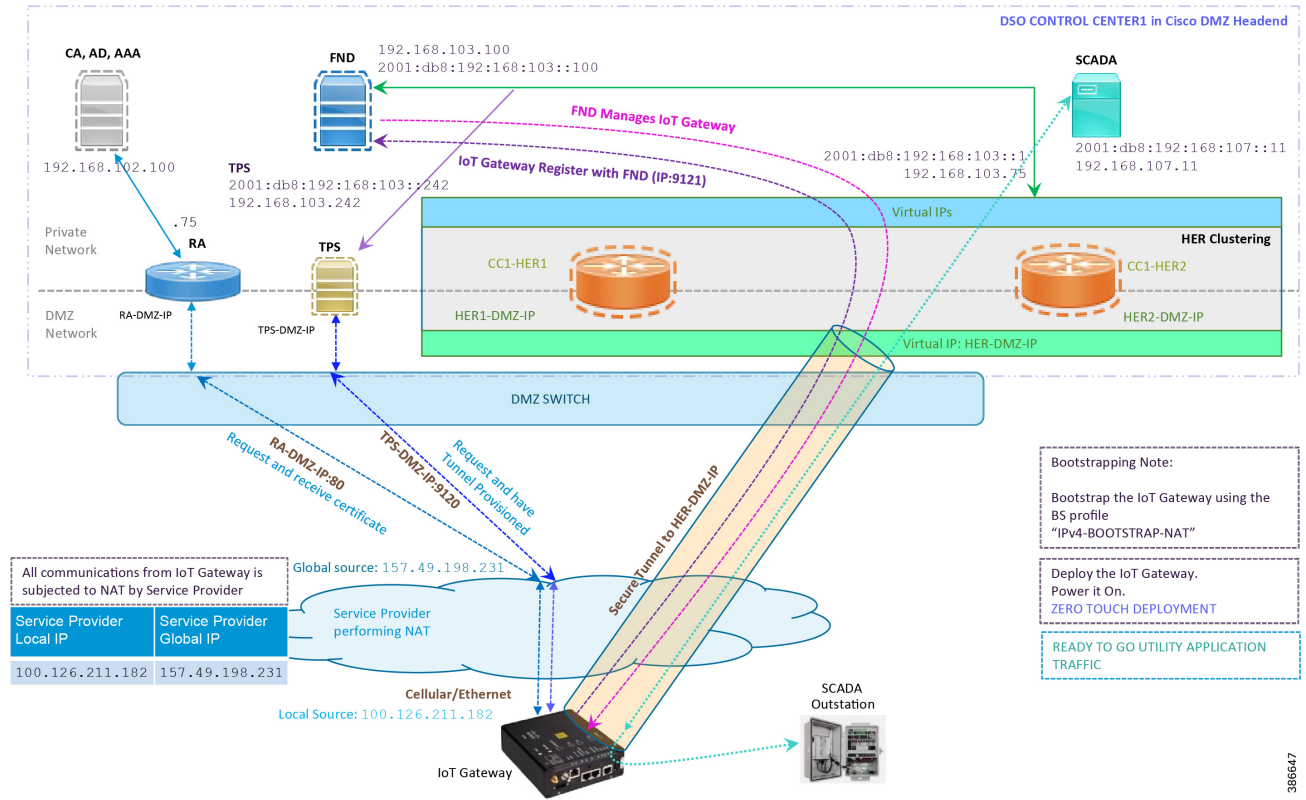 DSO CONTROL CENTER1 in Cisco DMZ Headend
CA, AD, AAA
192.168.102.100
FND
192.168.103.100
2001:db8:192:168:103::100
SCADA
2001:db8:192:168:107::11
192.168.107.11
FND Manages IoT Gateway
IoT Gateway Register with FND (IP:9121)
2001:db8:192:168:103::1
192.168.103.75
TPS
2001:db8:192:168:103::242
192.168.103.242
.75
Private
Network
RA
TPS
Virtual IPs
HER Clustering
CC1-HER1
CC1-HER2
DMZ
Network
RA-DMZ-IP
TPS-DMZ-IP
HER1-DMZ-IP
HER2-DMZ-IP
Virtual IP: HER-DMZ-IP
DMZ SWITCH
RA-DMZ-IP:80
Request and receive certificate
TPS-DMZ-IP:9120
Request and have
Tunnel Provisioned
Secure Tunnel to HER-DMZ-IP
Bootstrapping Note:
Bootstrap the IoT Gateway using the
BS profile
“IPv4-BOOTSTRAP-NAT”
Deploy the IoT Gateway.
Power it On.
ZERO TOUCH DEPLOYMENT
READY TO GO UTILITY APPLICATION
TRAFFIC
All communications from IoT Gateway is
subjected to NAT by Service Provider
Service Provider
Local IP
Service Provider
Global IP
100.126.211.182
157.49.198.231
Global source: 157.49.198.231
Service Provider
performing NAT
Cellular/Ethernet
Local Source: 100.126.211.182
IoT Gateway
SCADA
Outstation
386647